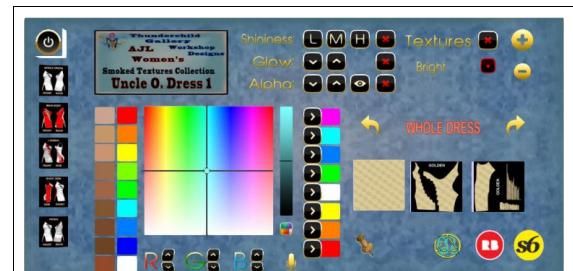 Thunderchild
Gallery
AJL Workshop
Designs
Women's
Smoked Textures Collection
Uncle O. Dress 1
Shininess: L M H
Glow:
Alpha:
Textures
Bright
WHOLE DRESS
GOLDEN
GOLDEN
R G B
RB
s6